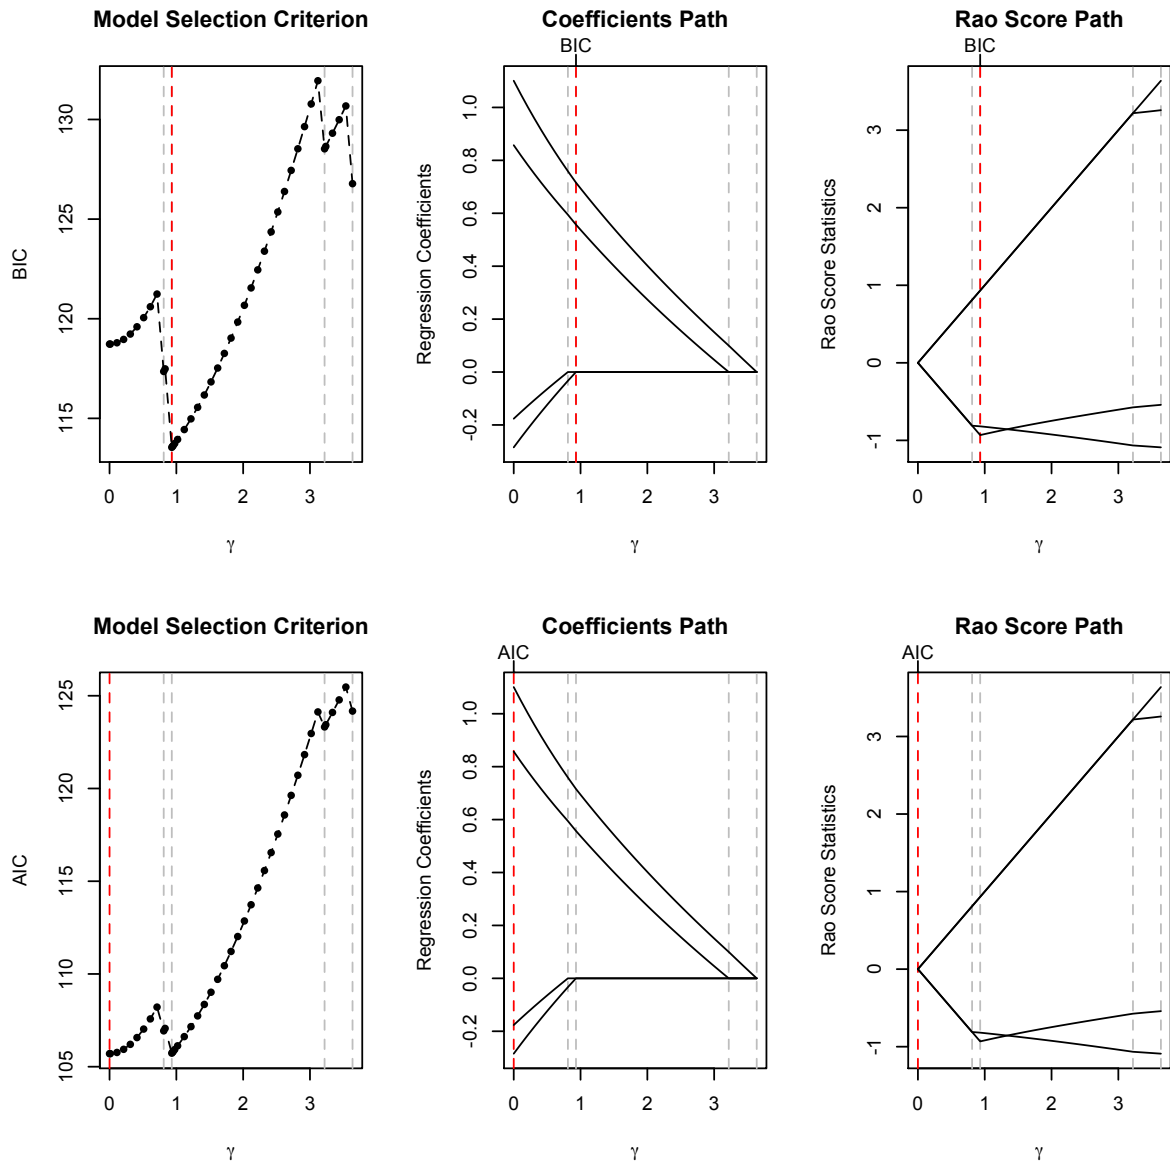 Model Selection Criterion
BIC
130
125
120
115
0 1 2 3
γ
Coefficients Path
BIC
Regression Coefficients
1.0
0.8
0.6
0.4
0.2
0.0
-0.2
0 1 2 3
γ
Rao Score Path
BIC
Rao Score Statistics
3
2
1
0
-1
0 1 2 3
γ
Model Selection Criterion
AIC
125
120
115
110
105
0 1 2 3
γ
Coefficients Path
AIC
Regression Coefficients
1.0
0.8
0.6
0.4
0.2
0.0
-0.2
0 1 2 3
γ
Rao Score Path
AIC
Rao Score Statistics
3
2
1
0
-1
0 1 2 3
γ